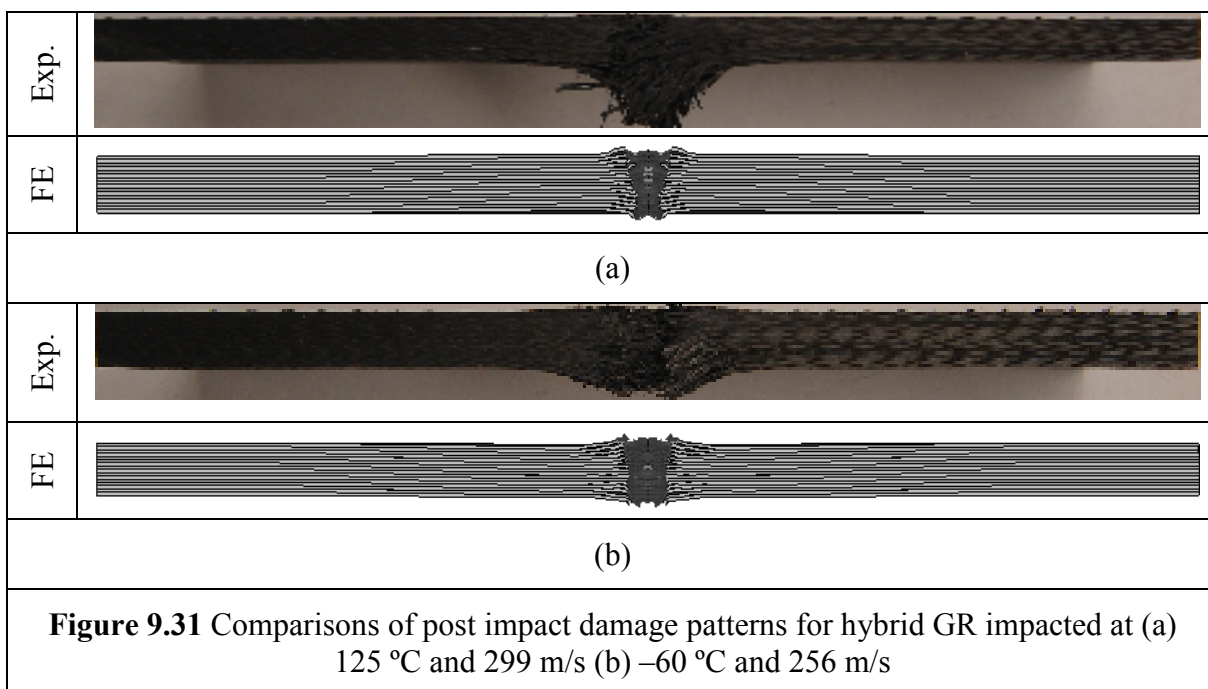 Exp.
FE
(a)
Exp.
FE
(b)
Figure 9.31 Comparisons of post impact damage patterns for hybrid GR impacted at (a)
125 ºC and 299 m/s (b) –60 ºC and 256 m/s